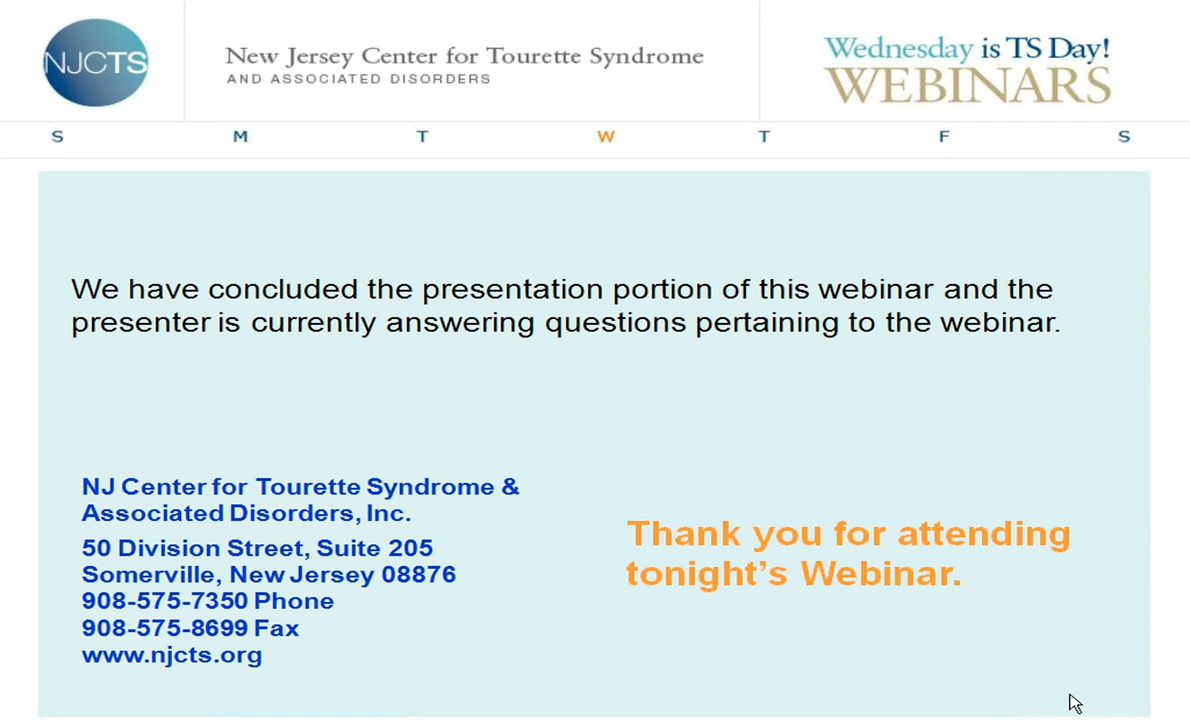 NJCTS
New Jersey Center for Tourette Syndrome
AND ASSOCIATED DISORDERS
Wednesday is TS Day!
WEBINARS
S M T W T F S
We have concluded the presentation portion of this webinar and the
presenter is currently answering questions pertaining to the webinar.
NJ Center for Tourette Syndrome &
Associated Disorders, Inc.
50 Division Street, Suite 205
Somerville, New Jersey 08876
908-575-7350 Phone
908-575-8699 Fax
www.njcts.org
Thank you for attending
tonight's Webinar.